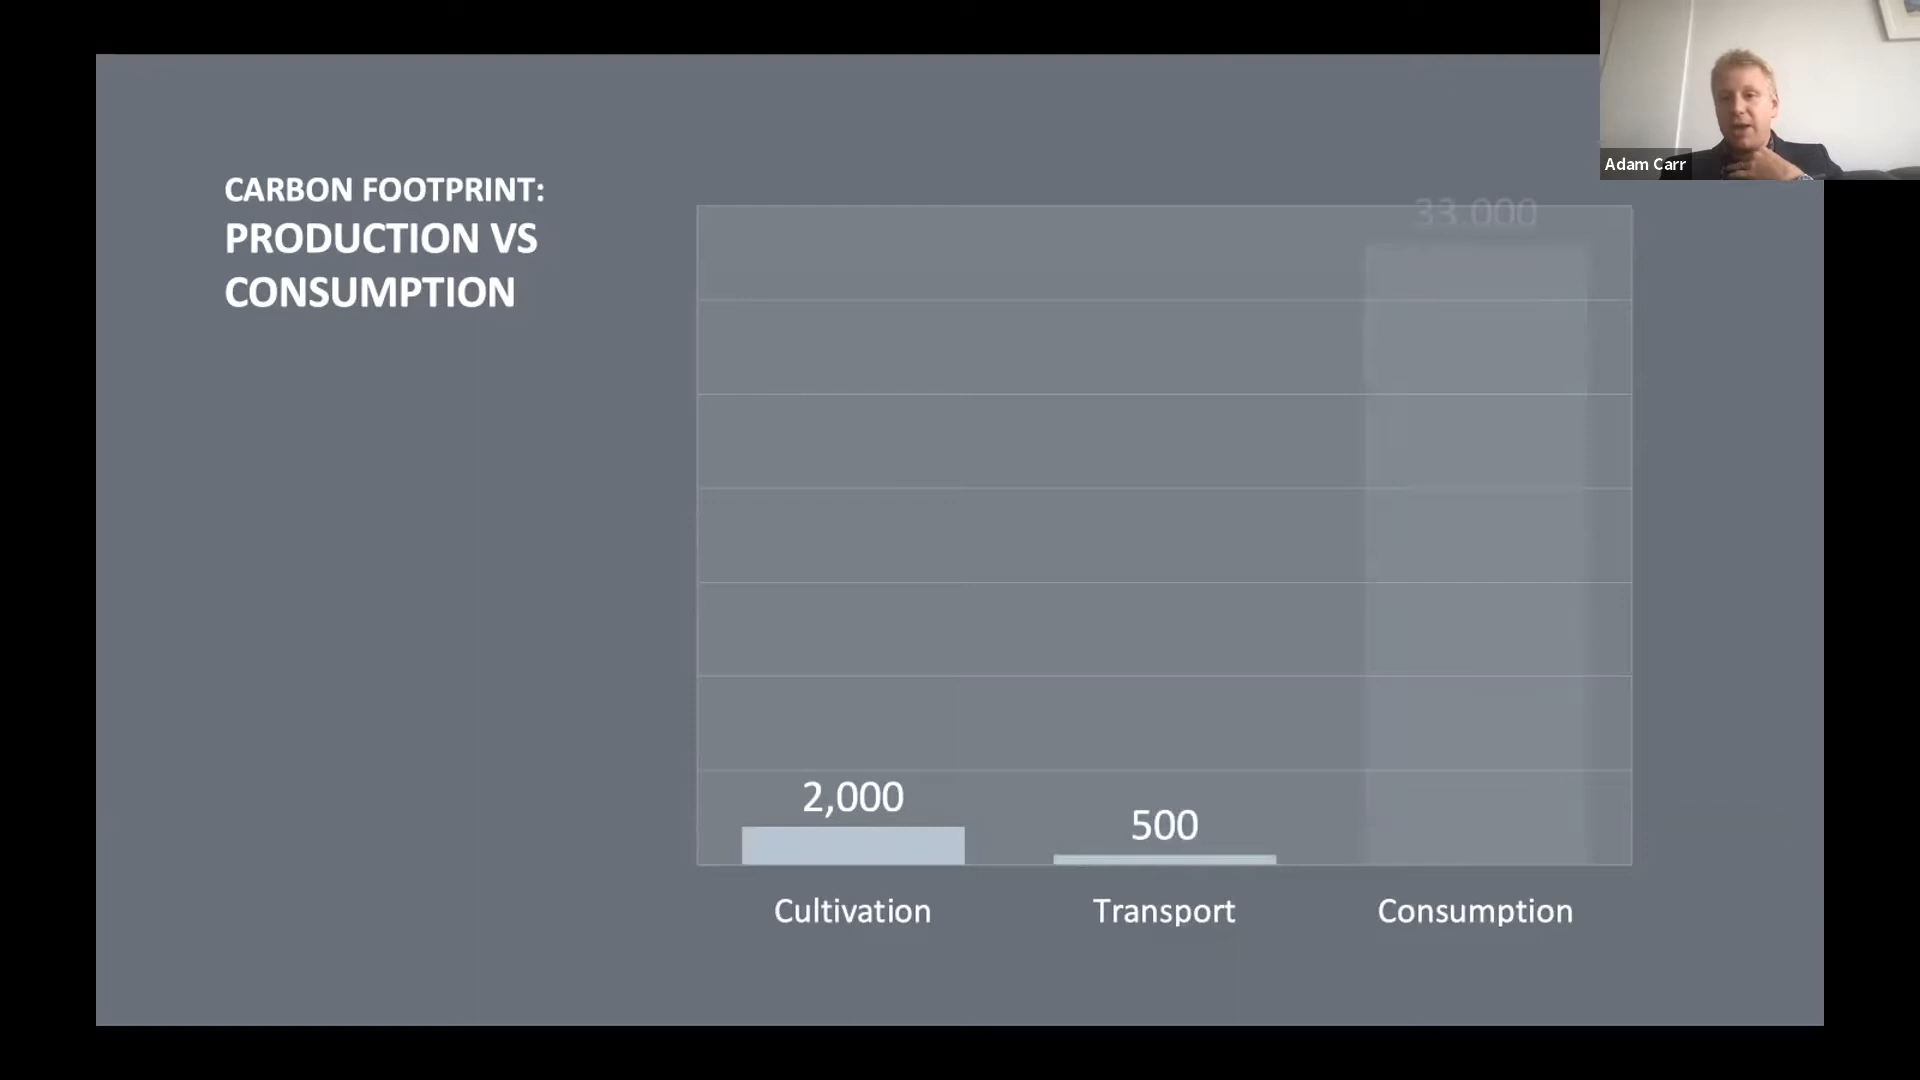 Adam Carr
CARBON FOOTPRINT:
PRODUCTION VS
CONSUMPTION
33,000
2,000
500
Cultivation
Transport
Consumption